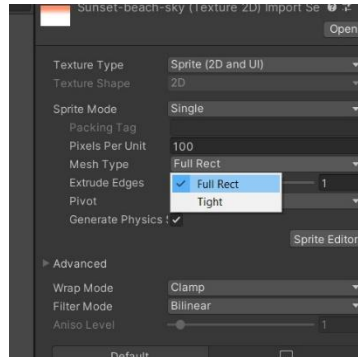 Sunset-beach-sky (Texture 2D) Import Se
Open
Texture Type Sprite (2D and UI)
Texture Shape 2D
Sprite Mode Single
Packing Tag
Pixels Per Unit 100
Mesh Type Full Rect
Extrude Edges Full Rect 1
Pivot Tight
Generate Physics S
Sprite Editor
Advanced
Wrap Mode Clamp
Filter Mode Bilinear
Aniso Level 1
Default